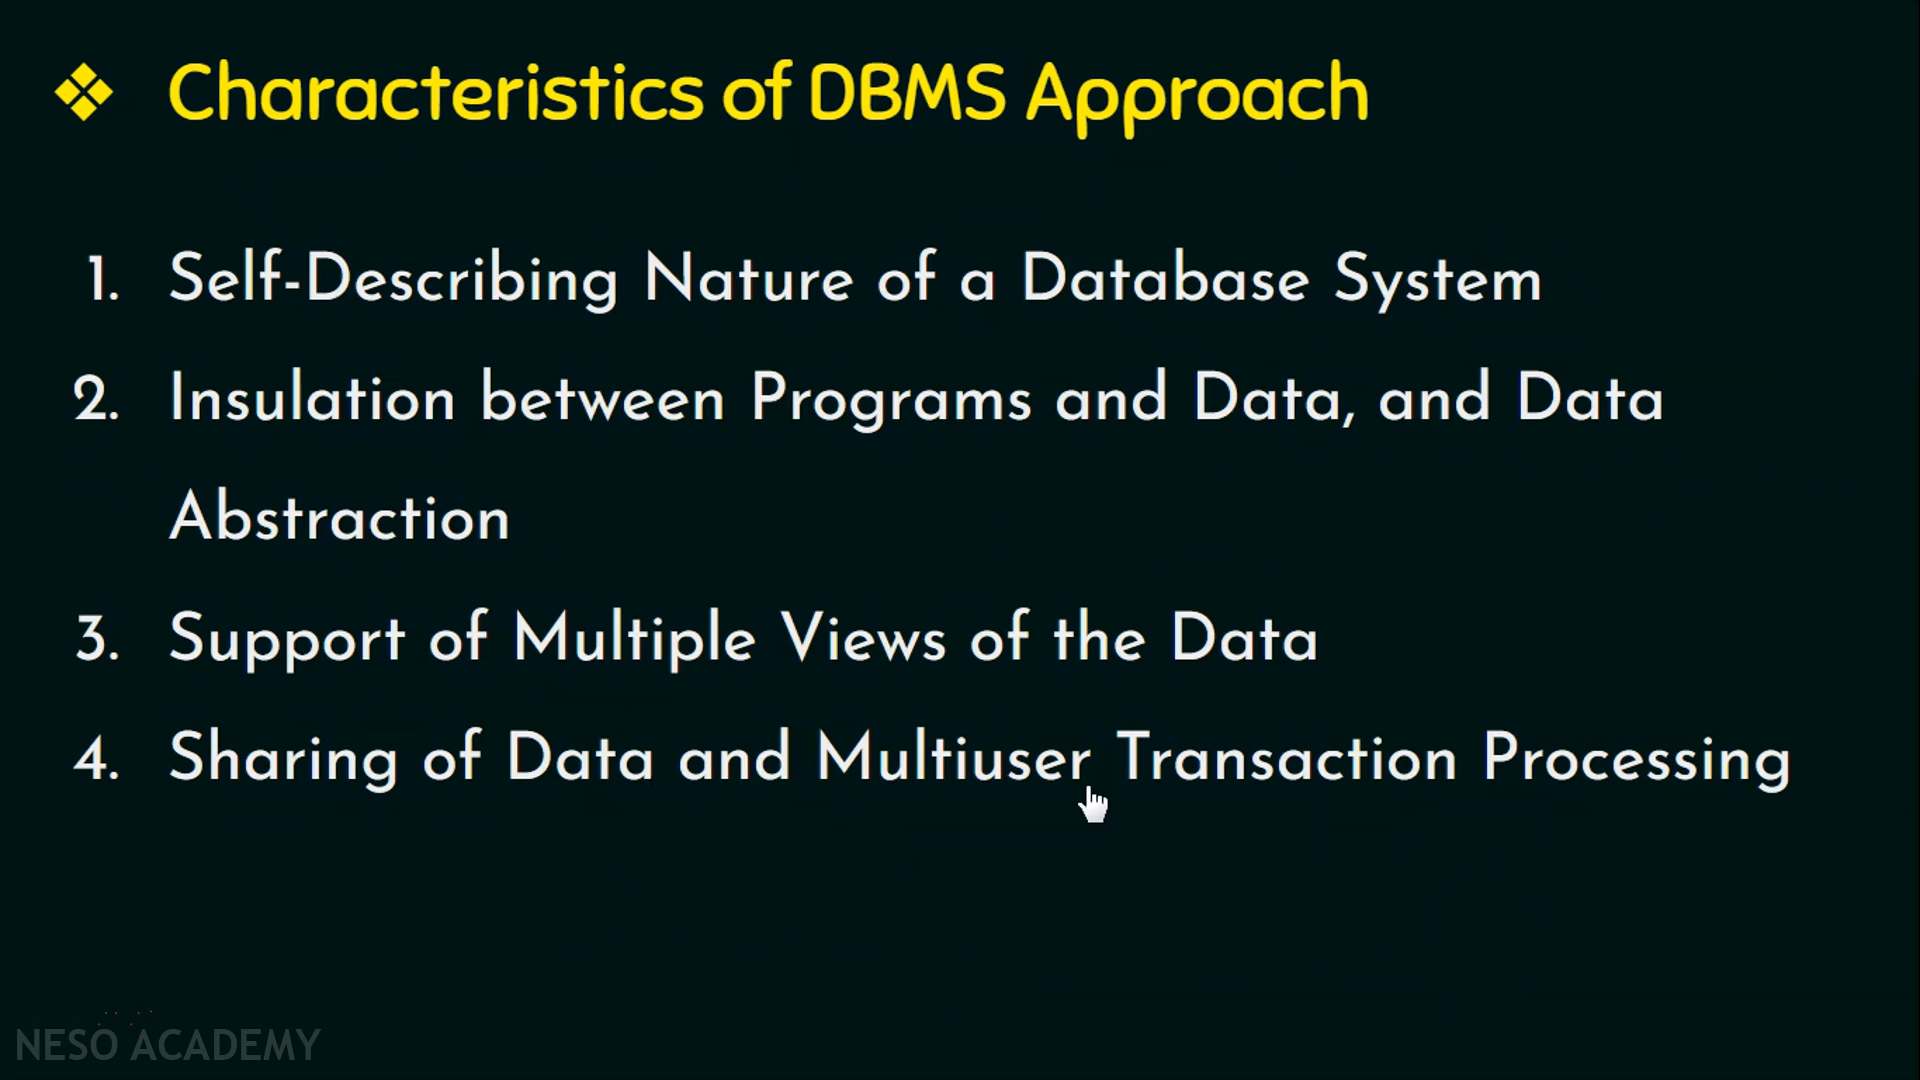 ❖ Characteristics of DBMS Approach
1. Self-Describing Nature of a Database System
2. Insulation between Programs and Data, and Data
Abstraction
3. Support of Multiple Views of the Data
4. Sharing of Data and Multiuser Transaction Processing
NESO ACADEMY